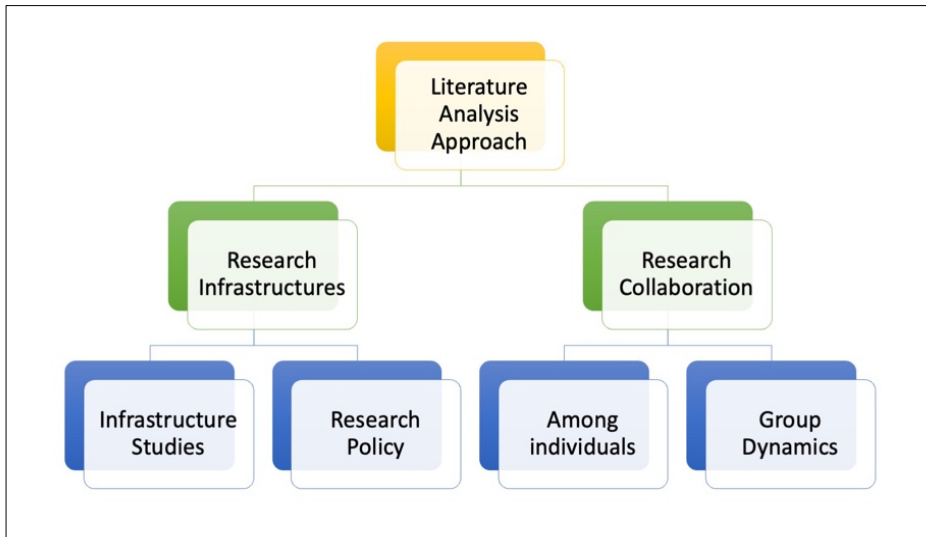 Literature
Analysis
Approach
Research
Infrastructures
Research
Collaboration
Infrastructure
Studies
Research
Policy
Among
individuals
Group
Dynamics